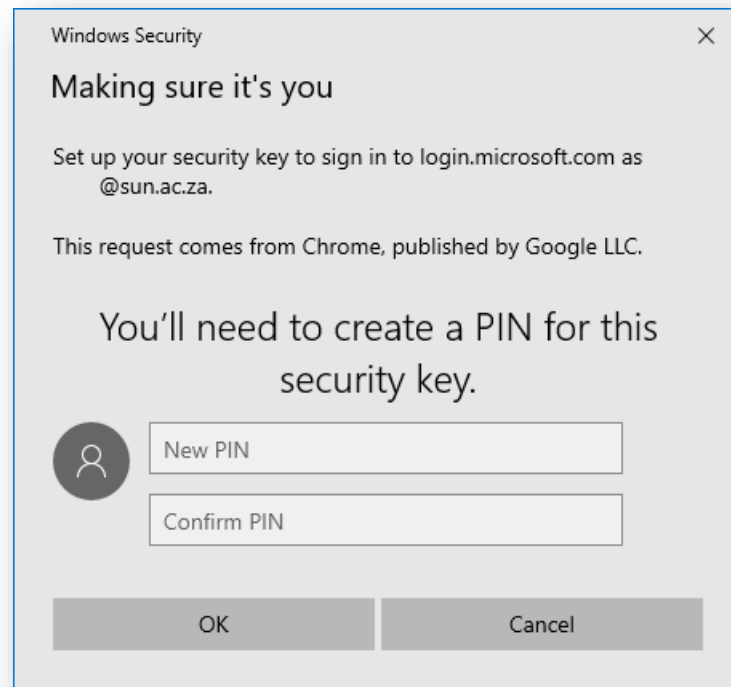 Windows Security
Making sure it's you
Set up your security key to sign in to login.microsoft.com as
@sun.ac.za.
This request comes from Chrome, published by Google LLC.
You’ll need to create a PIN for this
security key.
New PIN
Confirm PIN
OK
Cancel